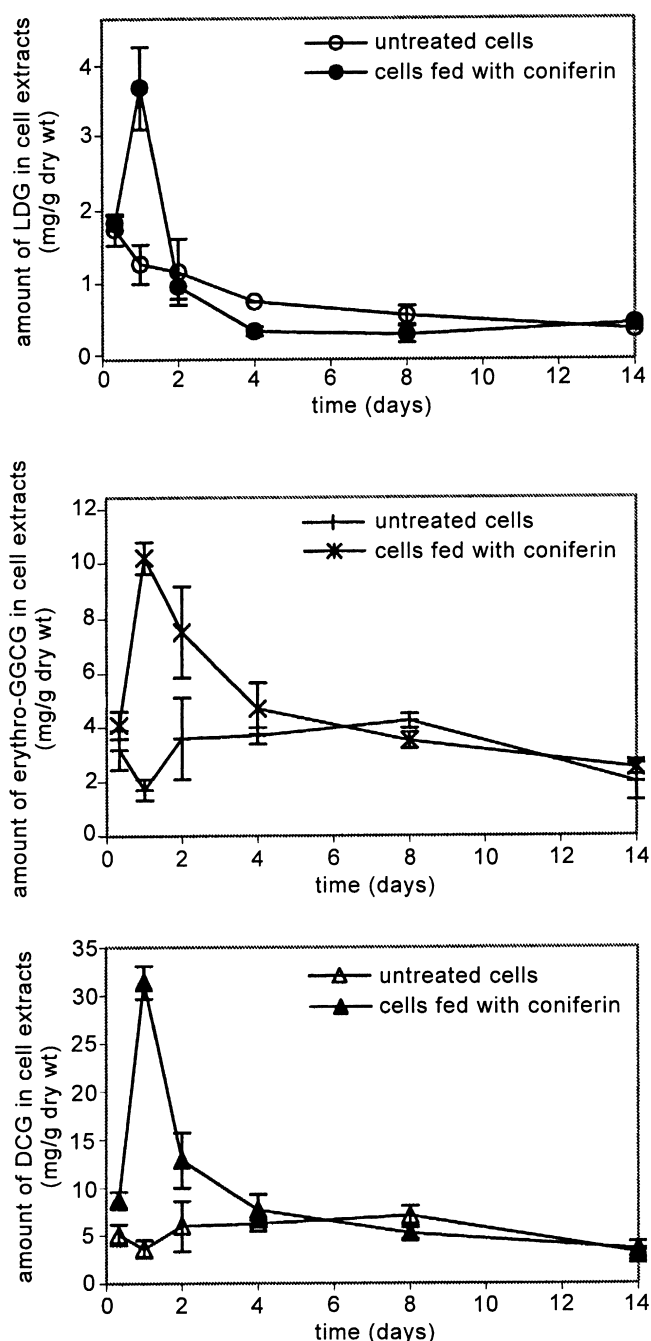 amount of LDG in cell extracts
(mg/g dry wt)
untreated cells
cells fed with coniferin
4
3
2
1
0
0 2 4 6 8 10 12 14
time (days)
amount of erythro-GGCG in cell extracts
(mg/g dry wt)
untreated cells
cells fed with coniferin
12
10
8
6
4
2
0
0 2 4 6 8 10 12 14
time (days)
amount of DCG in cell extracts
(mg/g dry wt)
untreated cells
cells fed with coniferin
35
30
25
20
15
10
5
0
0 2 4 6 8 10 12 14
time (days)